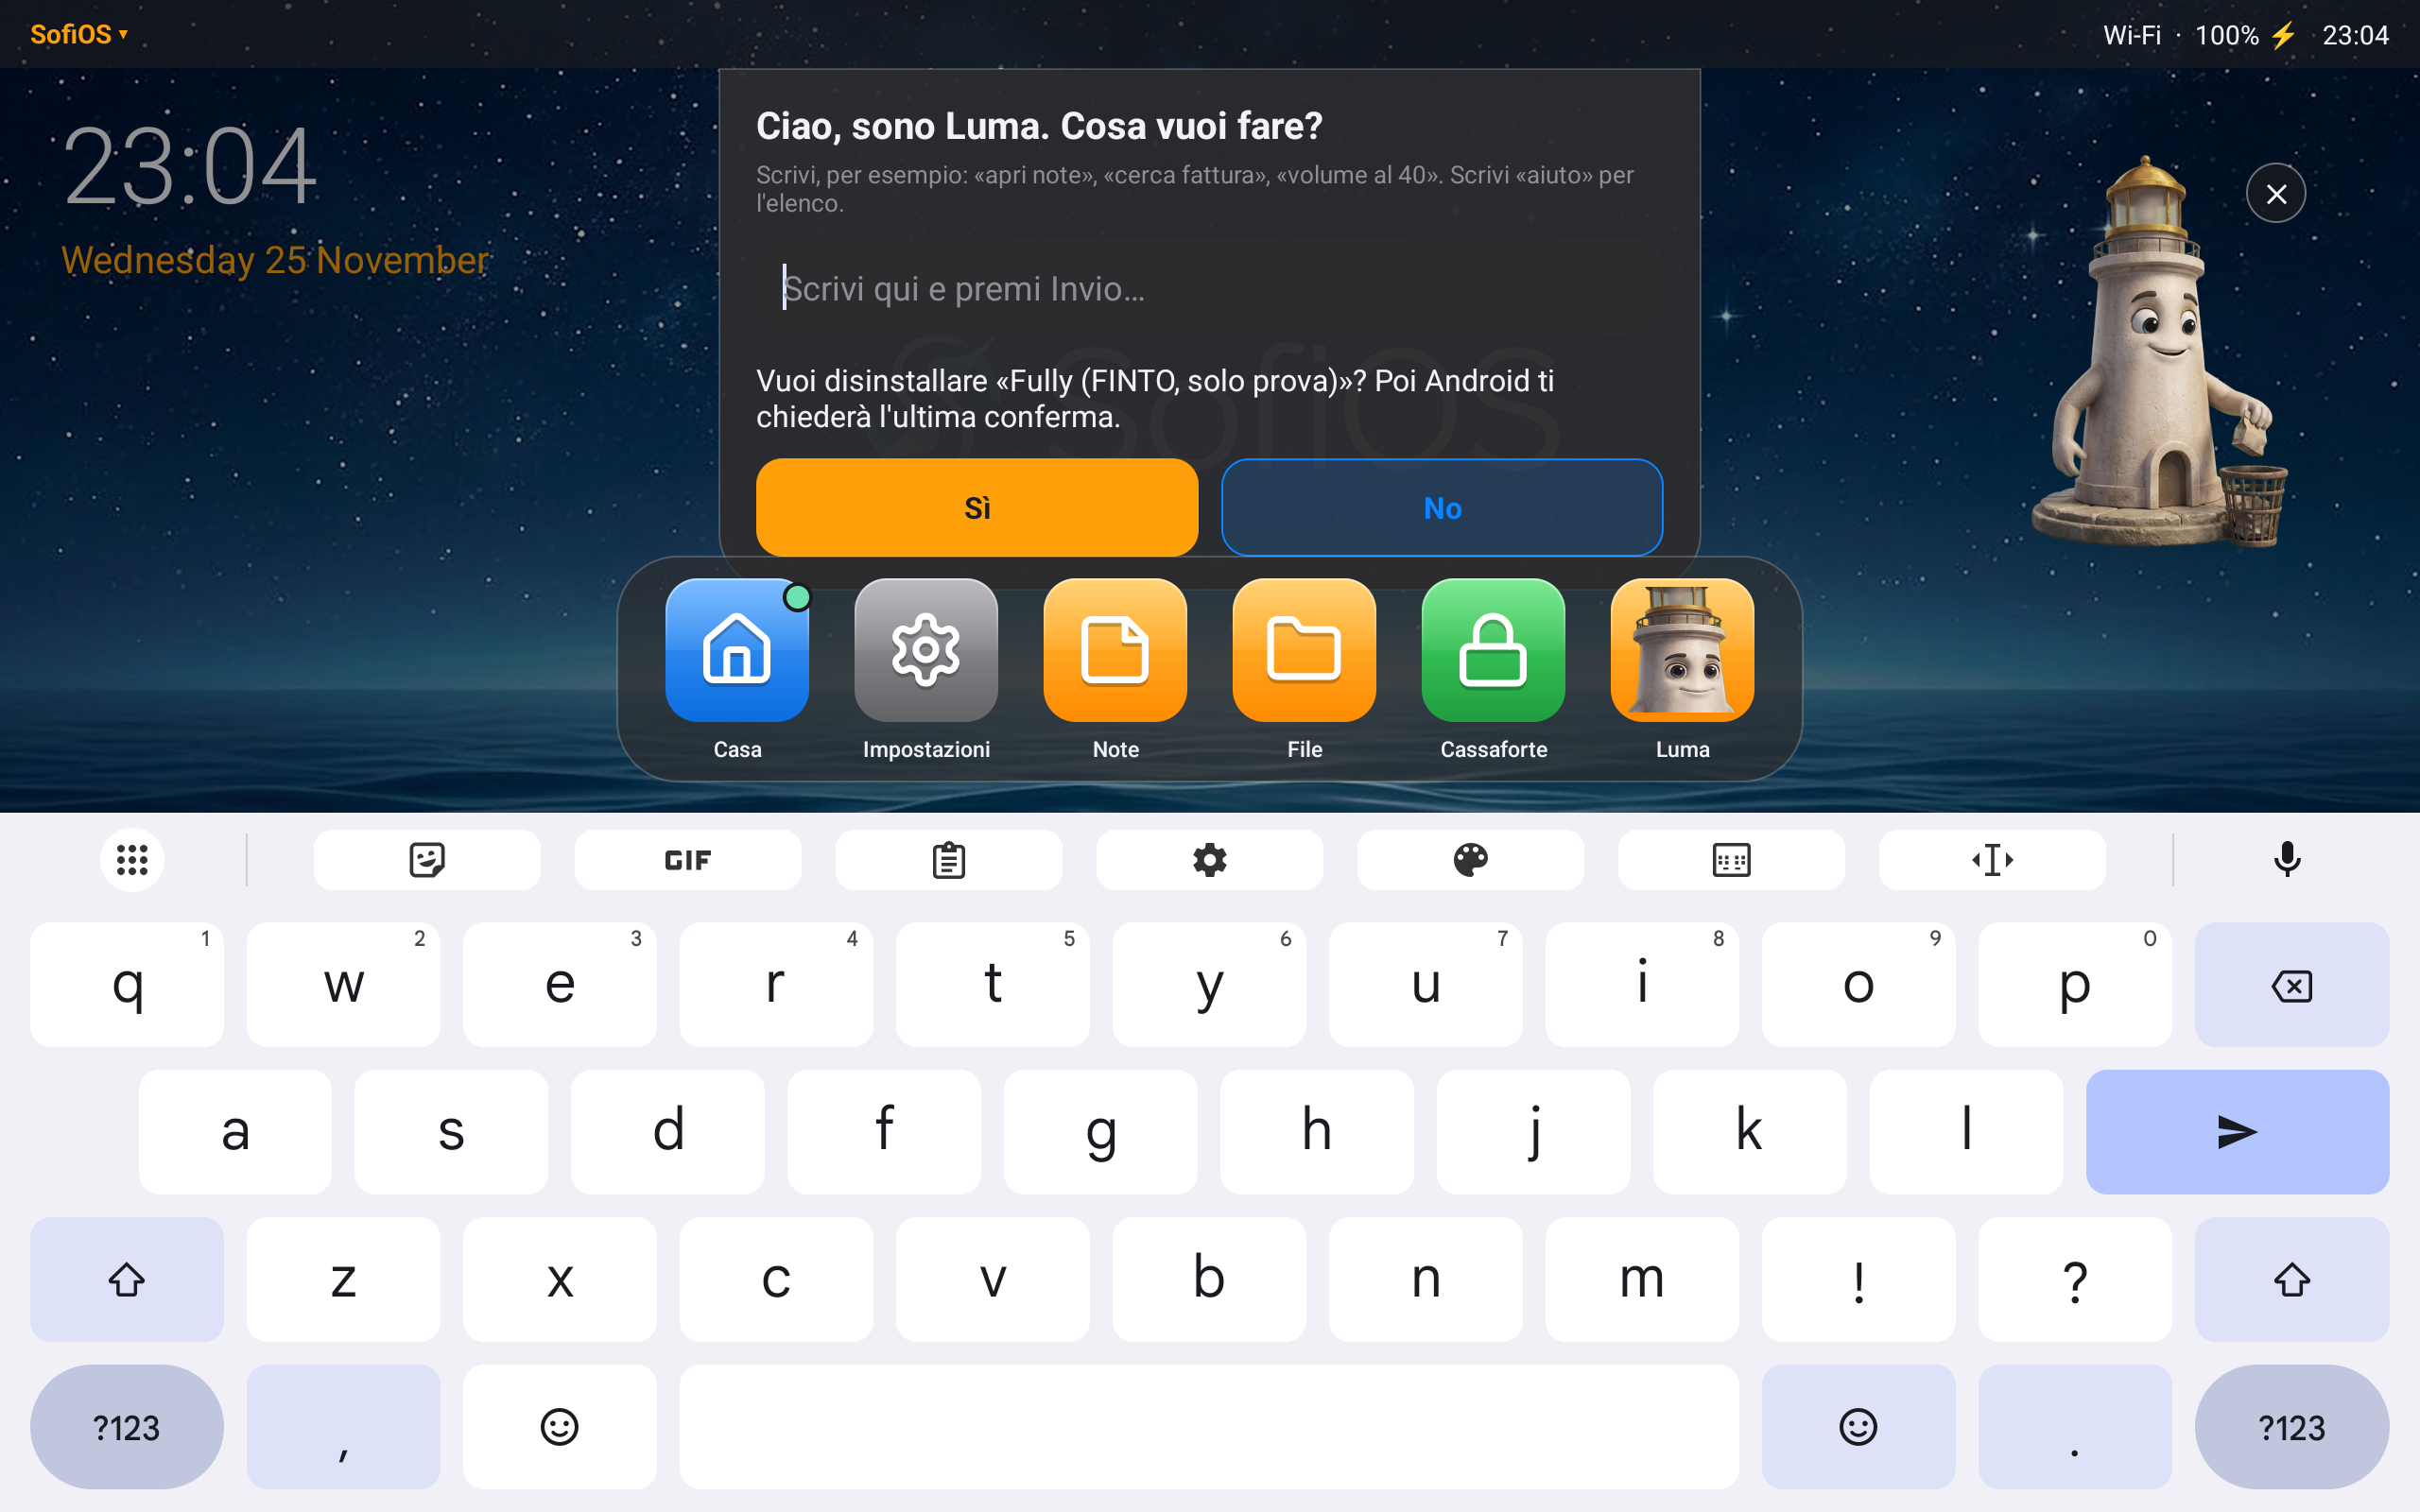 SofiOS ▾
Wi-Fi · 100% ⚡ 23:04
23:04
Wednesday 25 November
Ciao, sono Luma. Cosa vuoi fare?
Scrivi, per esempio: «apri note», «cerca fattura», «volume al 40». Scrivi «aiuto» per
l'elenco.
Scrivi qui e premi Invio…
SofiOS
Vuoi disinstallare «Fully (FINTO, solo prova)»? Poi Android ti
chiederà l'ultima conferma.
Sì
No
Casa
Impostazioni
Note
File
Cassaforte
Luma
GIF
q 1 w 2 e 3 r 4 t 5 y 6 u 7 i 8 o 9 p 0
a s d f g h j k l
z x c v b n m ! ?
?123 , . ?123